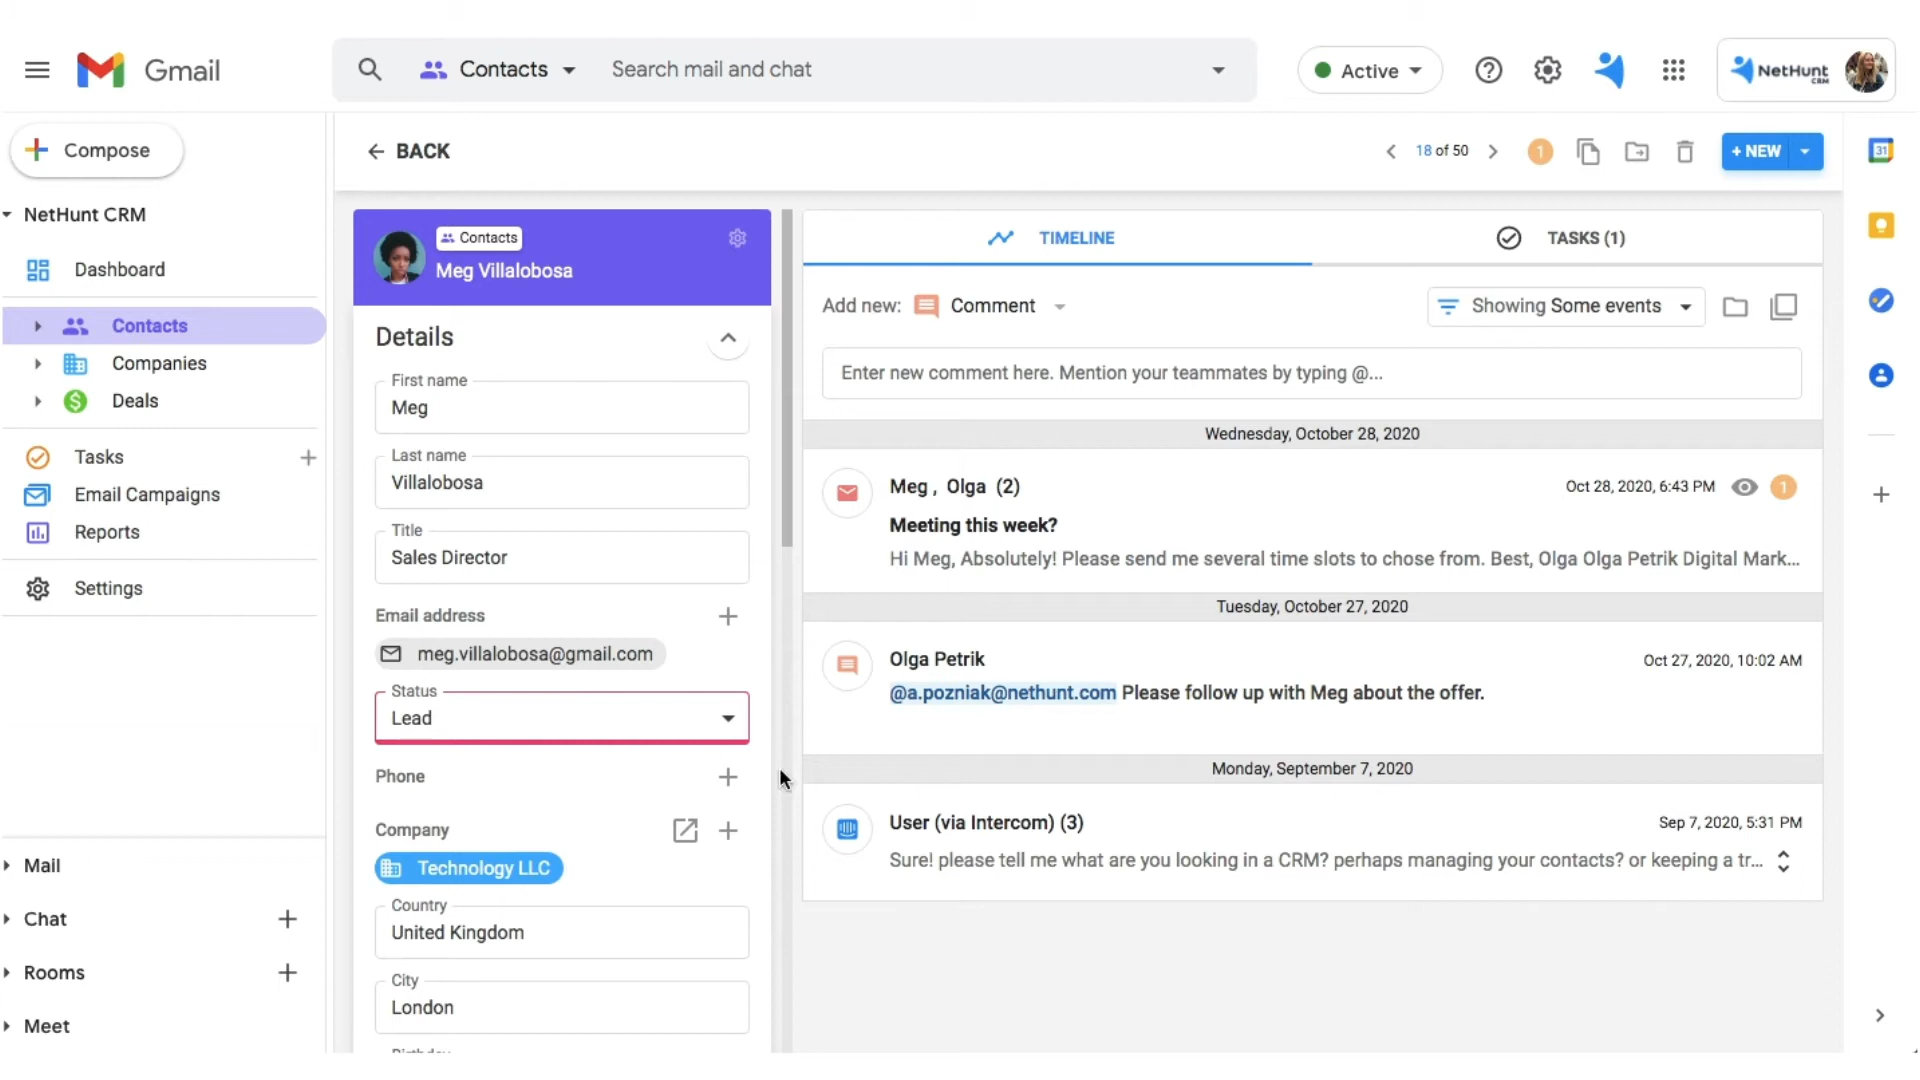 Gmail
Contacts
Search mail and chat
Active
NetHunt
CRM
Compose
BACK
18 of 50
1
+ NEW
31
NetHunt CRM
Dashboard
Contacts
Companies
Deals
Tasks
Email Campaigns
Reports
Settings
Mail
Chat
Rooms
Meet
Contacts
Meg Villalobosa
Details
First name
Meg
Last name
Villalobosa
Title
Sales Director
Email address
meg.villalobosa@gmail.com
Status
Lead
Phone
Company
Technology LLC
Country
United Kingdom
City
London
TIMELINE
TASKS (1)
Add new: Comment
Showing Some events
Enter new comment here. Mention your teammates by typing @...
Wednesday, October 28, 2020
Meg , Olga (2)
Oct 28, 2020, 6:43 PM
1
Meeting this week?
Hi Meg, Absolutely! Please send me several time slots to chose from. Best, Olga Olga Petrik Digital Mark...
Tuesday, October 27, 2020
Olga Petrik
Oct 27, 2020, 10:02 AM
@a.pozniak@nethunt.com Please follow up with Meg about the offer.
Monday, September 7, 2020
User (via Intercom) (3)
Sep 7, 2020, 5:31 PM
Sure! please tell me what are you looking in a CRM? perhaps managing your contacts? or keeping a tr...